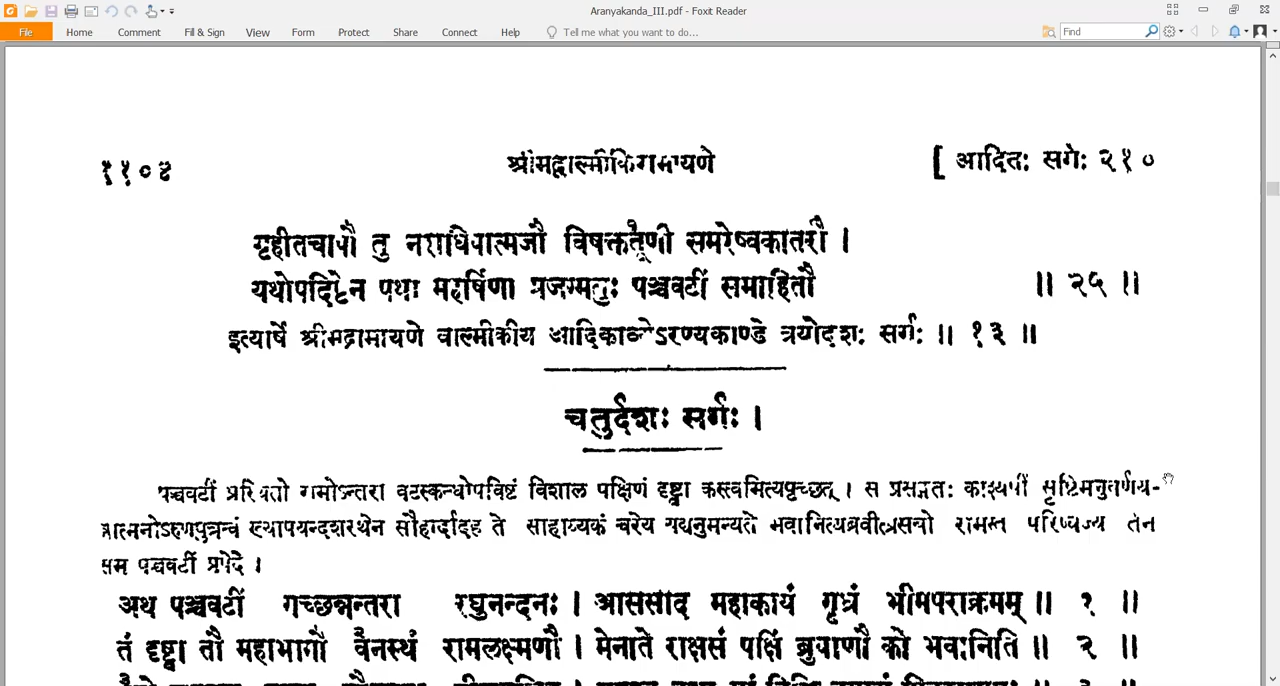 Aranyakanda_III.pdf - Foxit Reader
File Home Comment Fill & Sign View Form Protect Share Connect Help Tell me what you want to do... Find
११०४ श्रीमद्वाल्मीकिरामायणे [ आदितः सर्गः २१०
गृहीतचापौ तु नराधिपात्मजौ विषक्ततूणी समरेष्वकातरौ ।
यथोपदिष्टेन पथा महर्षिणा प्रजग्मतुः पञ्चवटीं समाहितौ ॥ २५ ॥
इत्यार्षे श्रीमद्रामायणे वाल्मीकीय आदिकाव्येऽरण्यकाण्डे त्रयोदशः सर्गः ॥ १३ ॥
चतुर्दशः सर्गः ।
पञ्चवटीं प्रस्थितो रामोऽन्तरा वटस्कन्धोपविष्टं विशाल पक्षिणं दृष्ट्वा कस्त्वमित्यपृच्छत् । स प्रसङ्गतः काश्यपीं सृष्टिमनुवर्णय-
न्नात्मनोऽरुणपुत्रत्वं स्थापयन्दशरथेन सौहार्दादह ते साहाय्यकं चरेय यद्यनुमन्यते भवानित्यब्रवीत् रामस्त परिष्वज्य तेन
सम पञ्चवटीं प्रपेदे ।
अथ पञ्चवटीं गच्छन्नन्तरा रघुनन्दनः । आससाद महाकायं गृध्रं भीमपराक्रमम् ॥ १ ॥
तं दृष्ट्वा तौ महाभागौ वनस्थं रामलक्ष्मणौ । मेनाते राक्षसं पक्षिं ब्रुवाणौ को भवानिति ॥ २ ॥